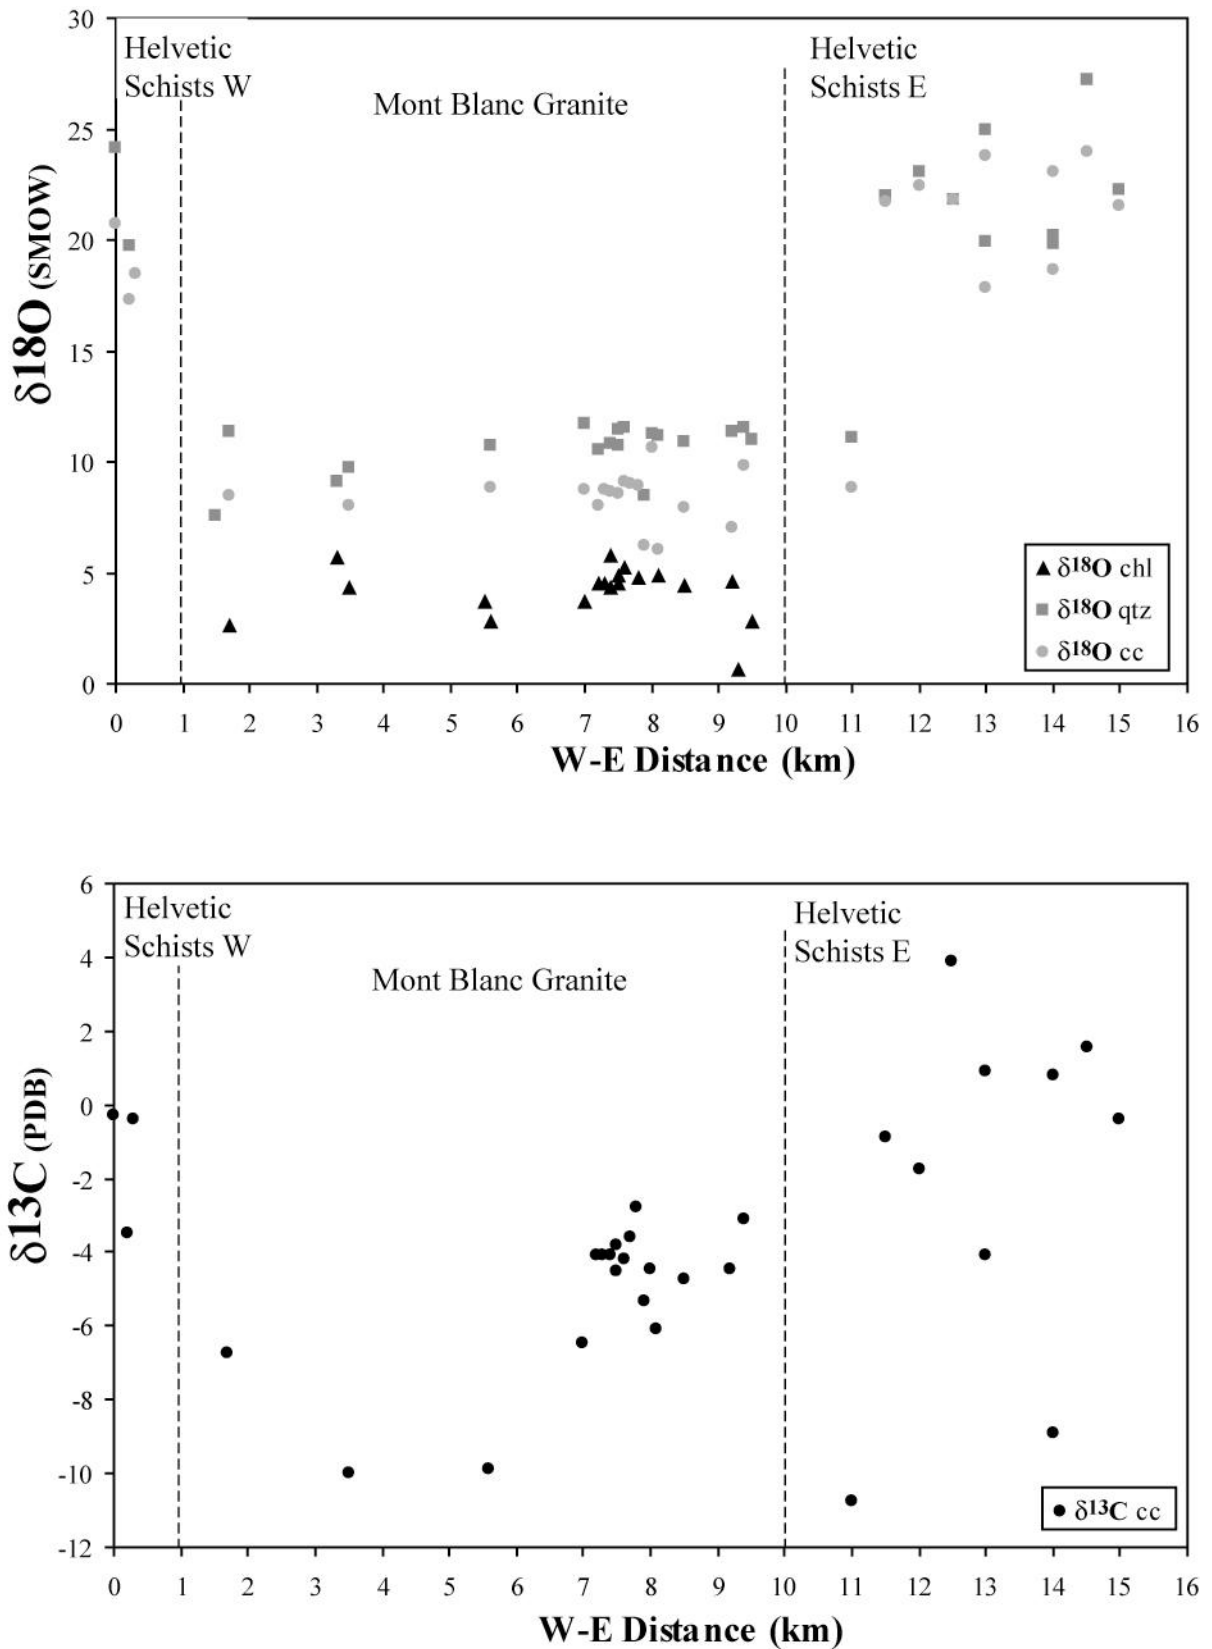 30
25
20
15
10
5
0
δ18O (SMOW)
Helvetic
Schists W
Mont Blanc Granite
Helvetic
Schists E
δ18O chl
δ18O qtz
δ18O cc
0 1 2 3 4 5 6 7 8 9 10 11 12 13 14 15 16
W-E Distance (km)
6
4
2
0
-2
-4
-6
-8
-10
-12
δ13C (PDB)
Helvetic
Schists W
Mont Blanc Granite
Helvetic
Schists E
δ13C cc
0 1 2 3 4 5 6 7 8 9 10 11 12 13 14 15 16
W-E Distance (km)